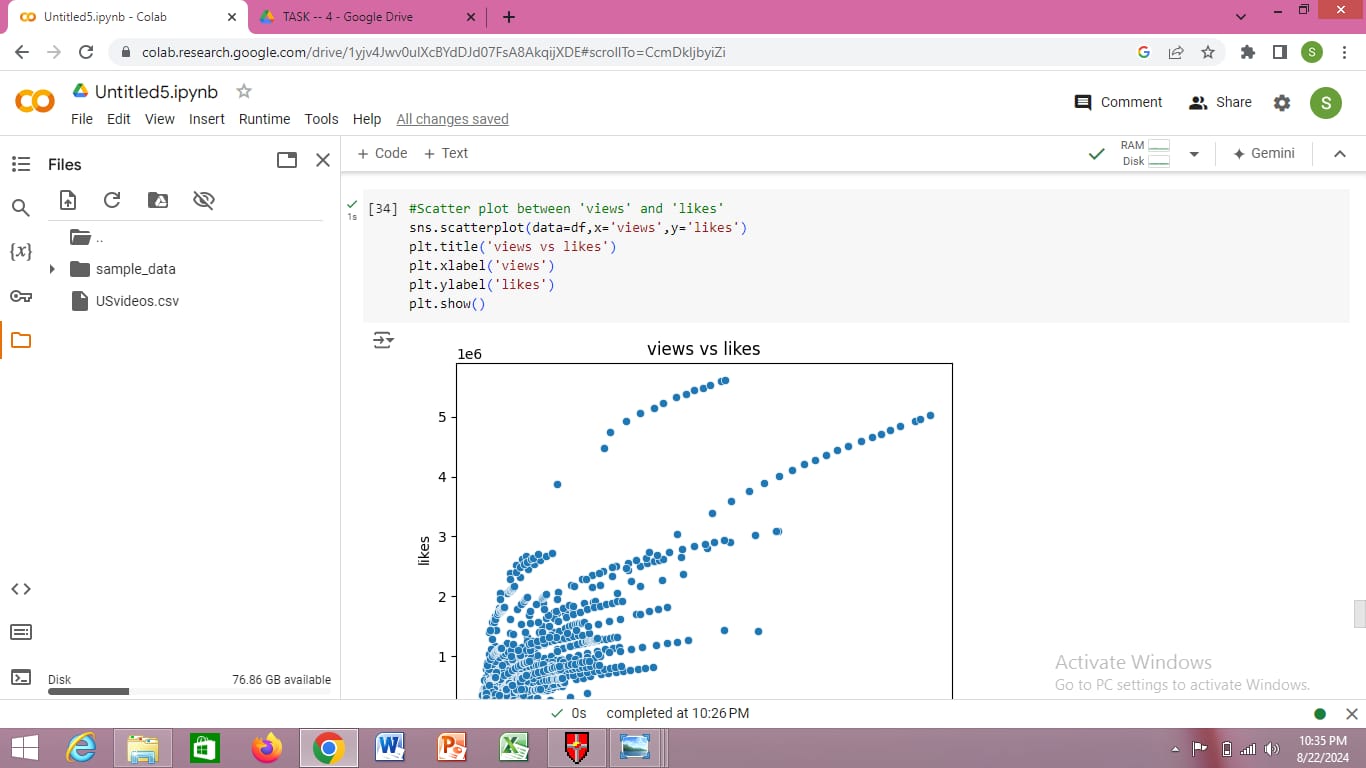 Untitled5.ipynb - Colab
TASK -- 4 - Google Drive
colab.research.google.com/drive/1yjv4Jwv0uIXcBYdDJd07FsA8AkqijXDE#scrollTo=CcmDkIjbyiZi
S
Untitled5.ipynb
File Edit View Insert Runtime Tools Help All changes saved
Comment Share S
Files
+ Code + Text
RAM
Disk
Gemini
..
sample_data
USvideos.csv
{x}
1s
[34] #Scatter plot between 'views' and 'likes'
sns.scatterplot(data=df,x='views',y='likes')
plt.title('views vs likes')
plt.xlabel('views')
plt.ylabel('likes')
plt.show()
views vs likes
1e6
5
4
3
2
1
likes
Activate Windows
Go to PC settings to activate Windows.
Disk 76.86 GB available
0s completed at 10:26 PM
10:35 PM
8/22/2024